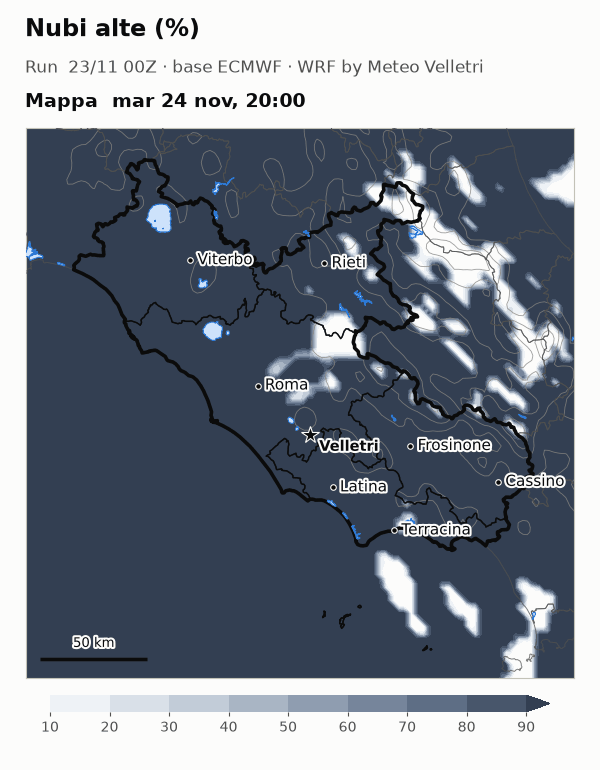 Nubi alte (%)
Run 23/11 00Z · base ECMWF · WRF by Meteo Velletri
Mappa mar 24 nov, 20:00
Viterbo
Rieti
Roma
Velletri
Frosinone
Cassino
Latina
Terracina
50 km
10 20 30 40 50 60 70 80 90